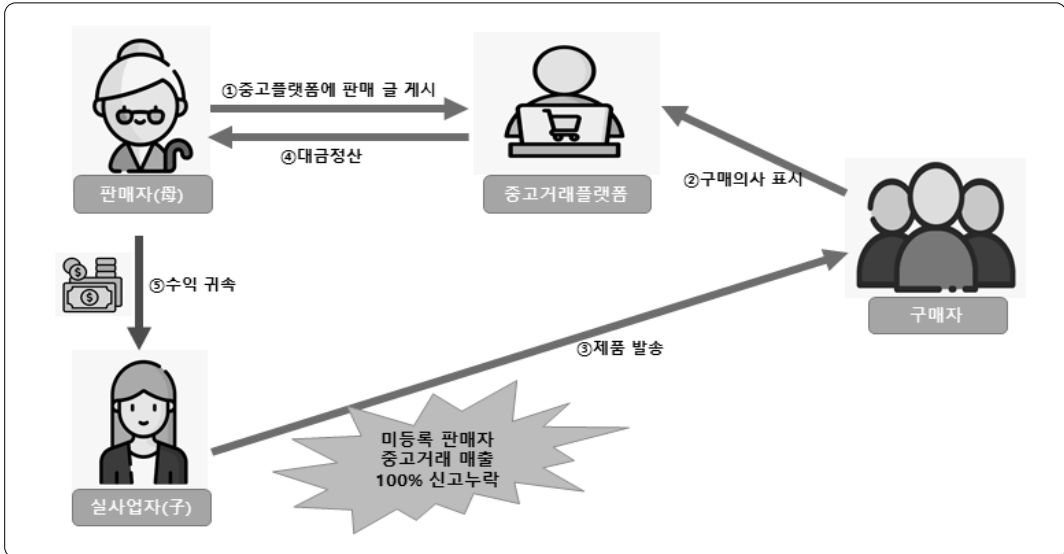 ①중고플랫폼에 판매 글 게시
④대금정산
판매자(母)
중고거래플랫폼
②구매의사 표시
⑤수익 귀속
구매자
③제품 발송
미등록 판매자
중고거래 매출
100% 신고누락
실사업자(子)